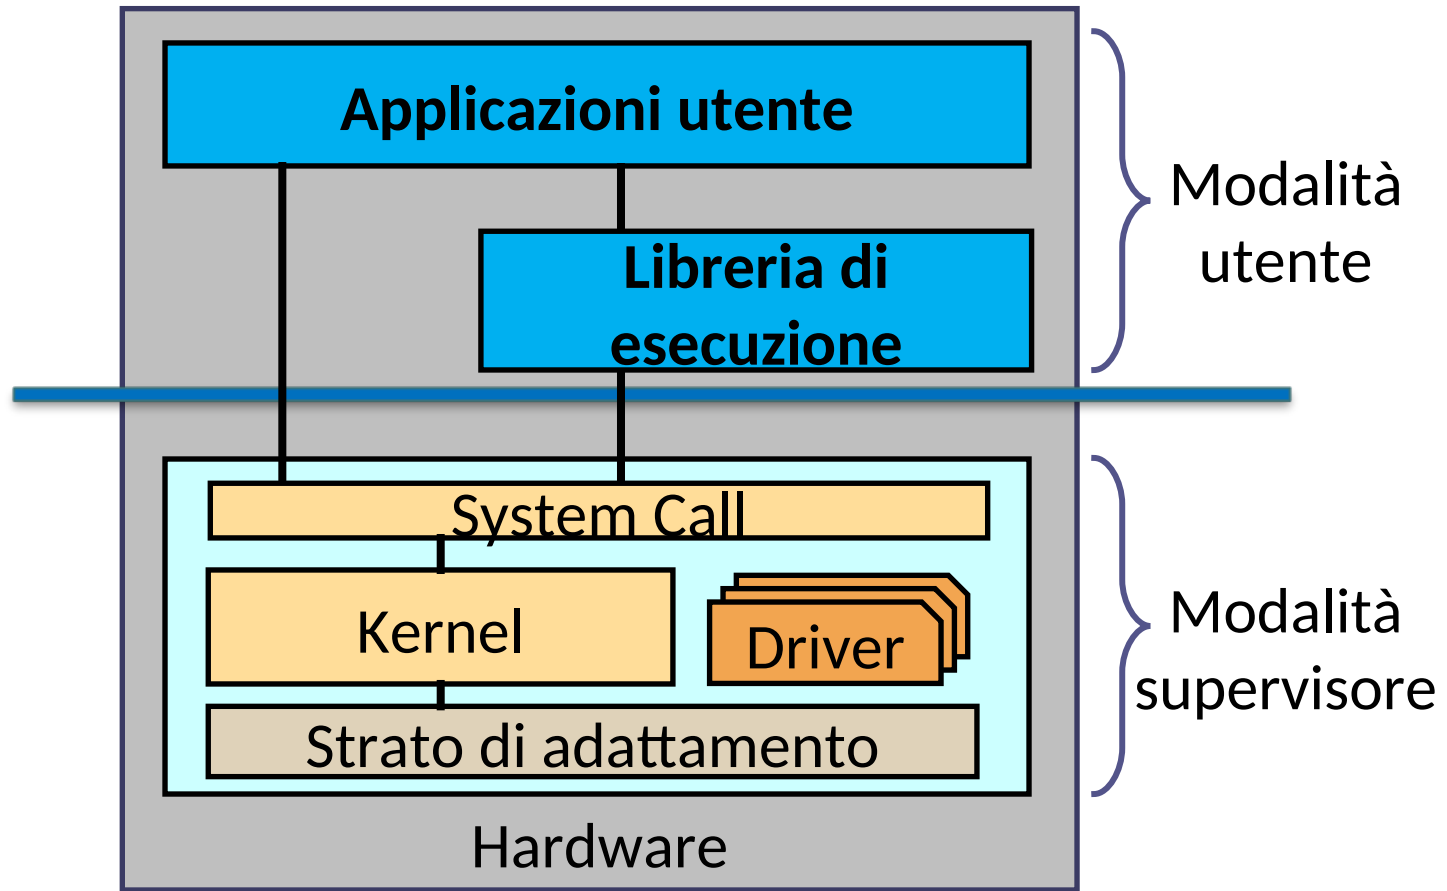 Applicazioni utente
Modalità
utente
Libreria di
esecuzione
System Call
Kernel
Driver
Modalità
supervisore
Strato di adattamento
Hardware